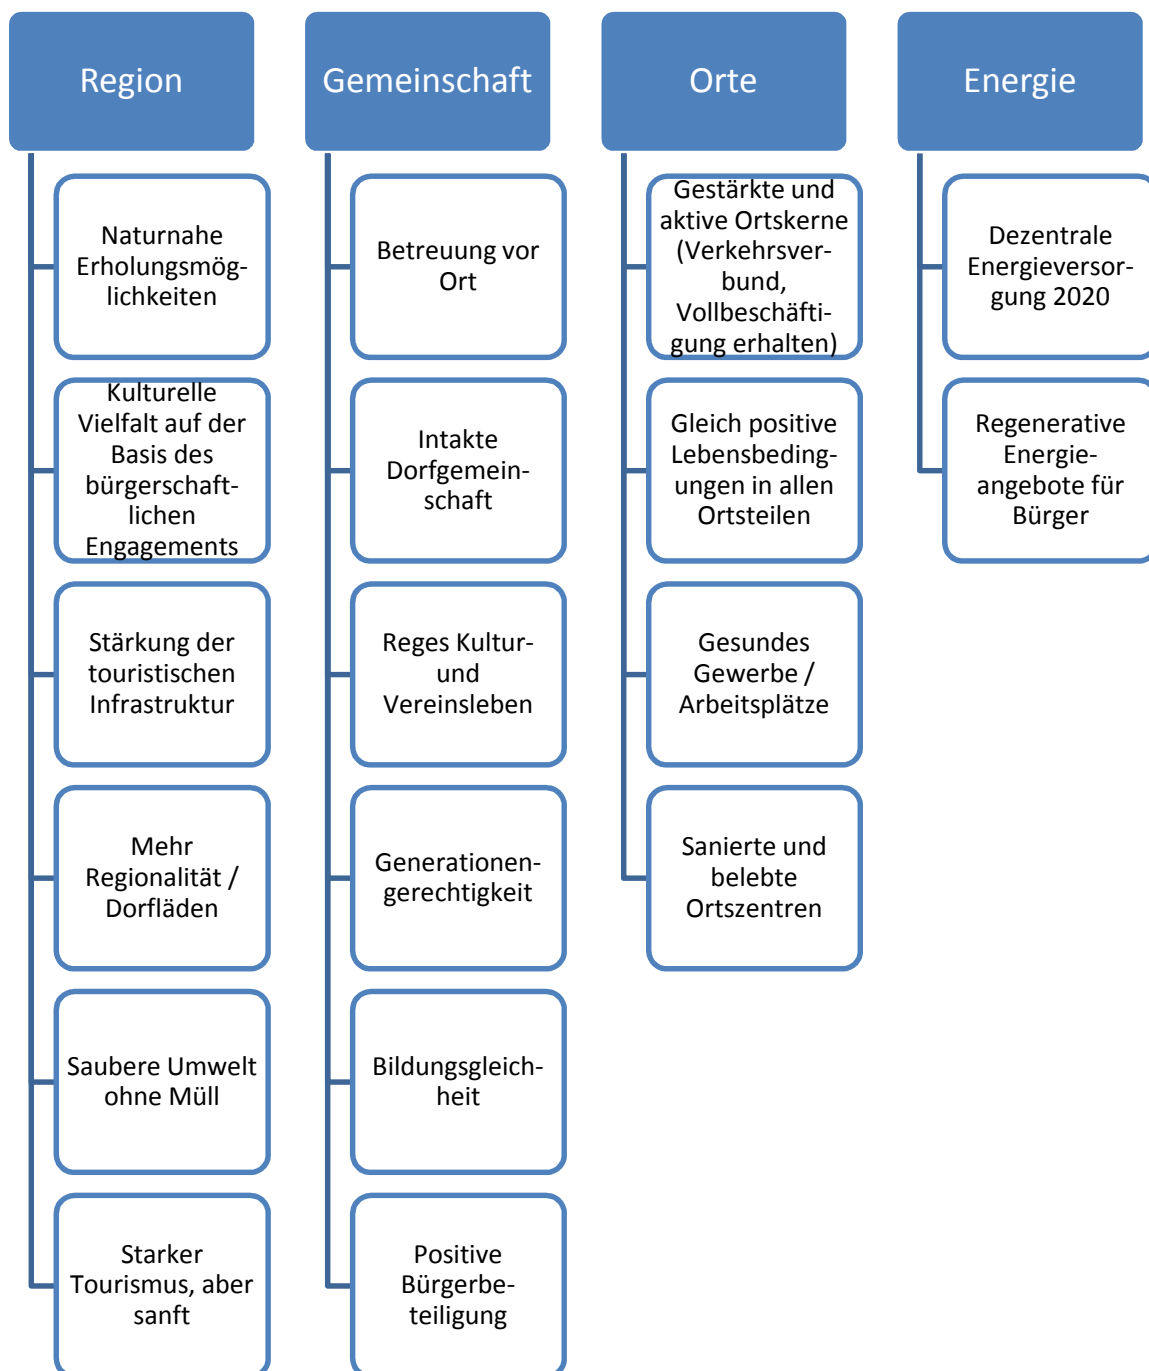 Region
Naturnahe
Erholungsmög-
lichkeiten
Kulturelle
Vielfalt auf der
Basis des
bürgerschaft-
lichen
Engagements
Stärkung der
touristischen
Infrastruktur
Mehr
Regionalität /
Dorfläden
Saubere Umwelt
ohne Müll
Starker
Tourismus, aber
sanft
Gemeinschaft
Betreuung vor
Ort
Intakte
Dorfgemein-
schaft
Reges Kultur-
und
Vereinsleben
Generationen-
gerechtigkeit
Bildungsgleich-
heit
Positive
Bürgerbe-
teiligung
Orte
Gestärkte und
aktive Ortskerne
(Verkehrsver-
bund,
Vollbeschäfti-
gung erhalten)
Gleich positive
Lebensbeding-
ungen in allen
Ortsteilen
Gesundes
Gewerbe /
Arbeitsplätze
Sanierte und
belebte
Ortszentren
Energie
Dezentrale
Energieversor-
gung 2020
Regenerative
Energie-
angebote für
Bürger